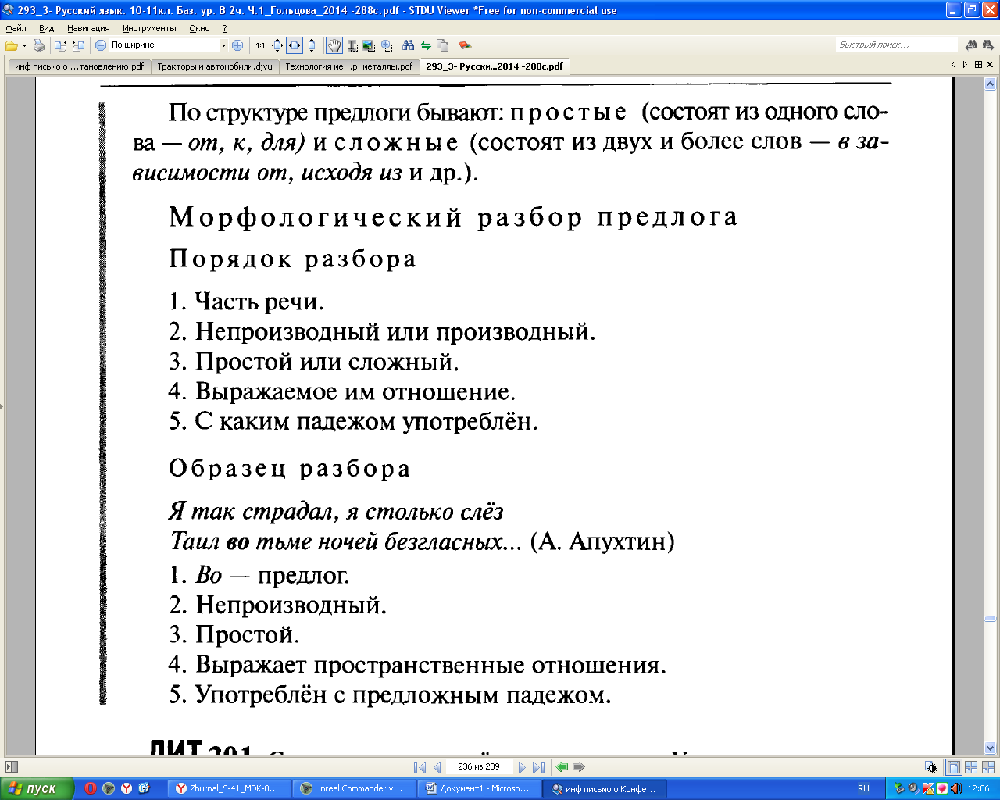 293_3- Русский язык. 10-11кл. Баз. ур. В 2ч. Ч.1_Гольцова_2014 -288с.pdf - STDU Viewer *Free for non-commercial use
Файл Вид Навигация Инструменты Окно ?
1:1 По ширине Быстрый поиск...
инф письмо о ...тановлению.pdf Тракторы и автомобили.djvu Технология ме...р. металлы.pdf 293_3- Русски...2014 -288с.pdf
По структуре предлоги бывают: простые (состоят из одного сло-
ва — от, к, для) и сложные (состоят из двух и более слов — в за-
висимости от, исходя из и др.).
Морфологический разбор предлога
Порядок разбора
1. Часть речи.
2. Непроизводный или производный.
3. Простой или сложный.
4. Выражаемое им отношение.
5. С каким падежом употреблён.
Образец разбора
Я так страдал, я столько слёз
Таил во тьме ночей безгласных... (А. Апухтин)
1. Во — предлог.
2. Непроизводный.
3. Простой.
4. Выражает пространственные отношения.
5. Употреблён с предложным падежом.
236 из 289
пуск Zhurnal_S-41_MDK-0... Unreal Commander v... Документ1 - Microso... инф письмо о Конфе... RU 12:06